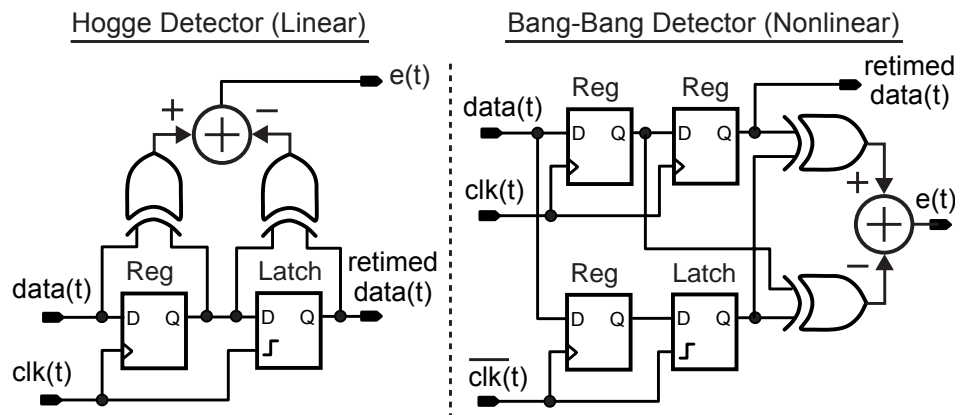 Hogge Detector (Linear)
e(t)
+
−
+
Reg
Latch
data(t)
D
Q
D
Q
retimed
data(t)
clk(t)
Bang-Bang Detector (Nonlinear)
Reg
Reg
retimed
data(t)
data(t)
D
Q
D
Q
clk(t)
+
+
−
e(t)
Reg
Latch
D
Q
D
Q
clk(t)